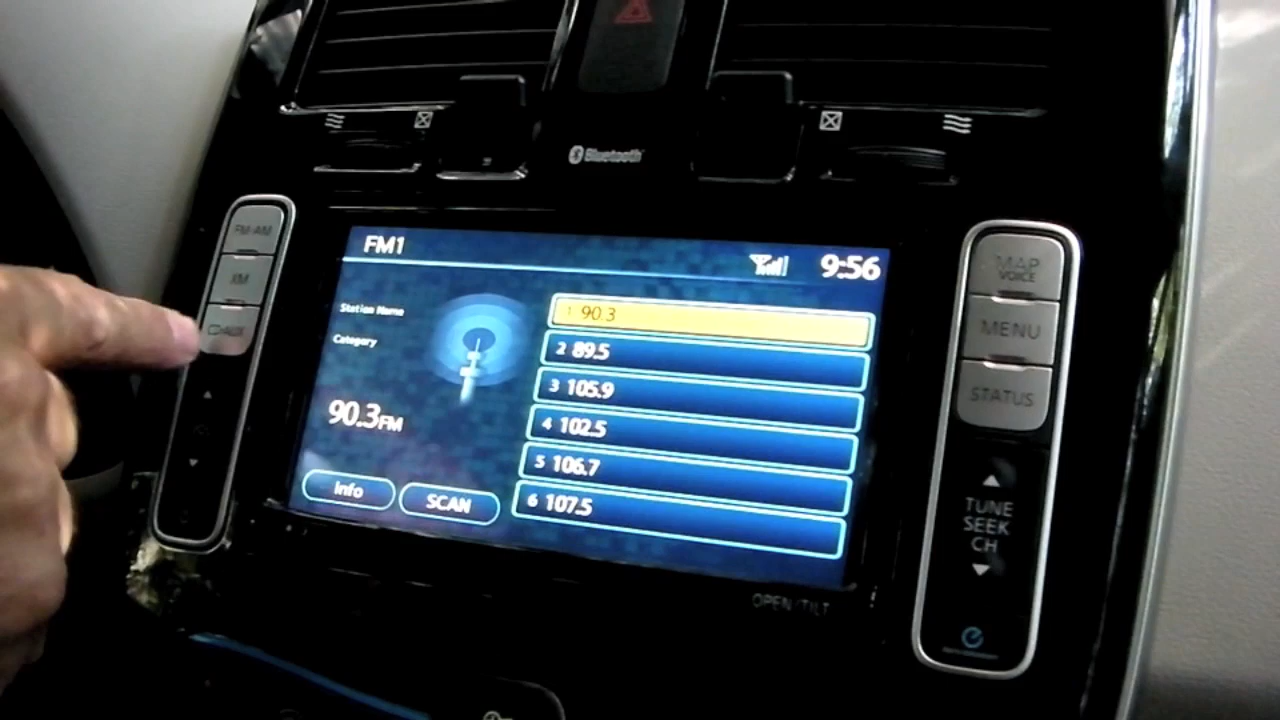 Bluetooth
FM-AM
XM
CD·AUX
FM1
9:56
Station Name
Category
90.3FM
Info
SCAN
1 90.3
2 89.5
3 105.9
4 102.5
5 106.7
6 107.5
MAP
VOICE
MENU
STATUS
TUNE
SEEK
CH
OPEN/TILT